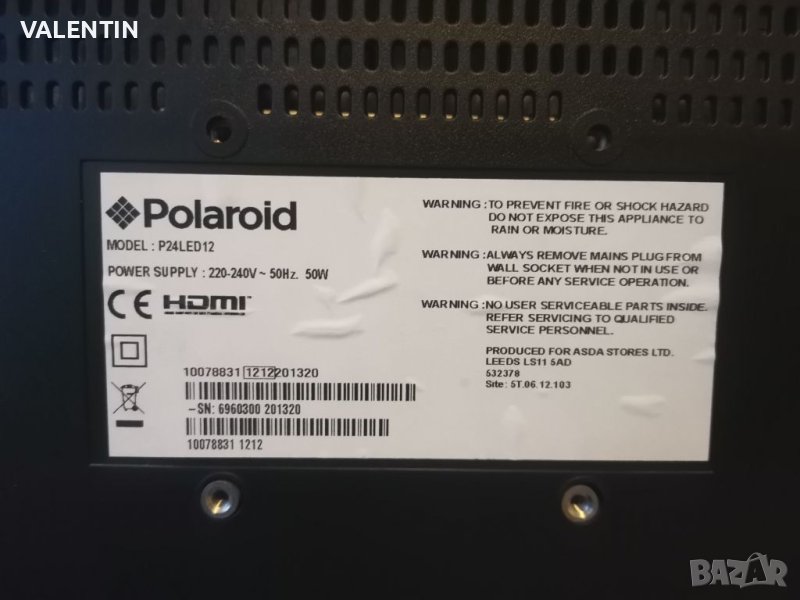 VALENTIN
Polaroid
MODEL : P24LED12
POWER SUPPLY : 220-240V ~ 50Hz. 50W
CE HDMI
10078831 1212 201320
-SN: 6960300 201320
10078831 1212
WARNING :TO PREVENT FIRE OR SHOCK HAZARD
DO NOT EXPOSE THIS APPLIANCE TO
RAIN OR MOISTURE.
WARNING :ALWAYS REMOVE MAINS PLUG FROM
WALL SOCKET WHEN NOT IN USE OR
BEFORE ANY SERVICE OPERATION.
WARNING :NO USER SERVICEABLE PARTS INSIDE.
REFER SERVICING TO QUALIFIED
SERVICE PERSONNEL.
PRODUCED FOR ASDA STORES LTD.
LEEDS LS11 5AD
532378
Site: 5T.06.12.103
BAZAR